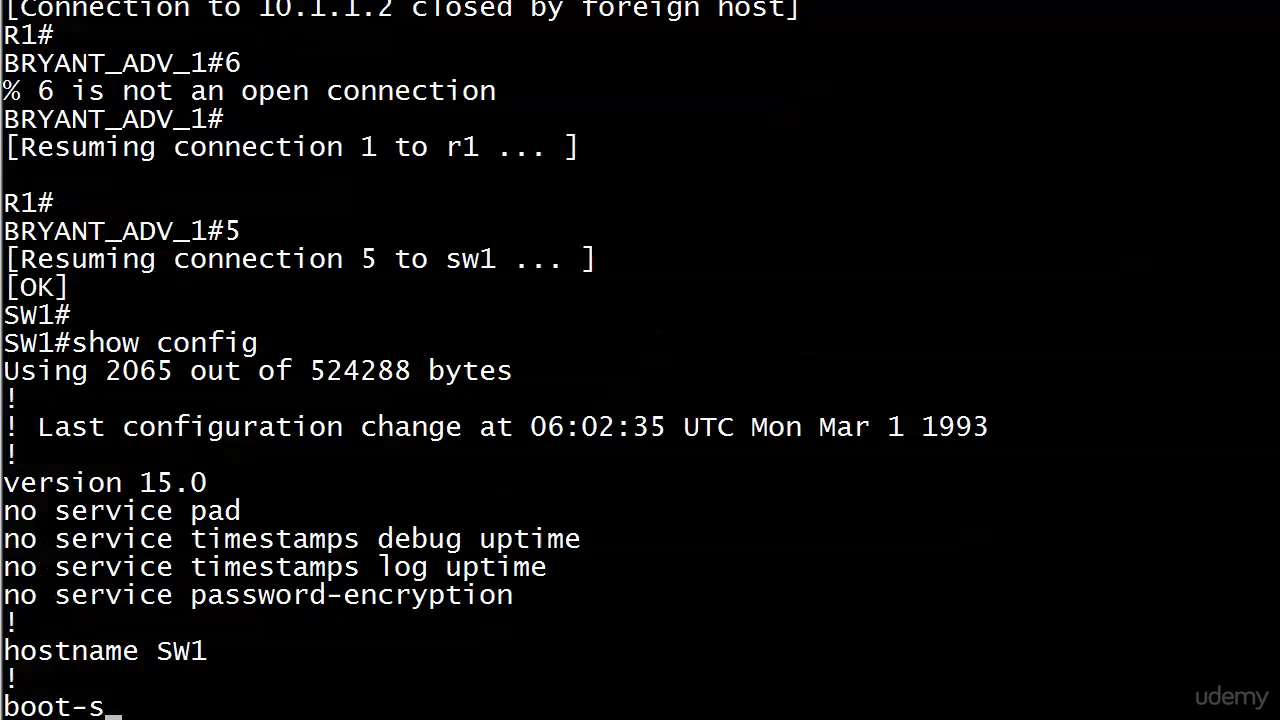 [Connection to 10.1.1.2 closed by foreign host]
R1#
BRYANT_ADV_1#6
% 6 is not an open connection
BRYANT_ADV_1#
[Resuming connection 1 to r1 ... ]
R1#
BRYANT_ADV_1#5
[Resuming connection 5 to sw1 ... ]
[OK]
SW1#
SW1#show config
Using 2065 out of 524288 bytes
!
! Last configuration change at 06:02:35 UTC Mon Mar 1 1993
!
version 15.0
no service pad
no service timestamps debug uptime
no service timestamps log uptime
no service password-encryption
!
hostname SW1
!
boot-s
udemy